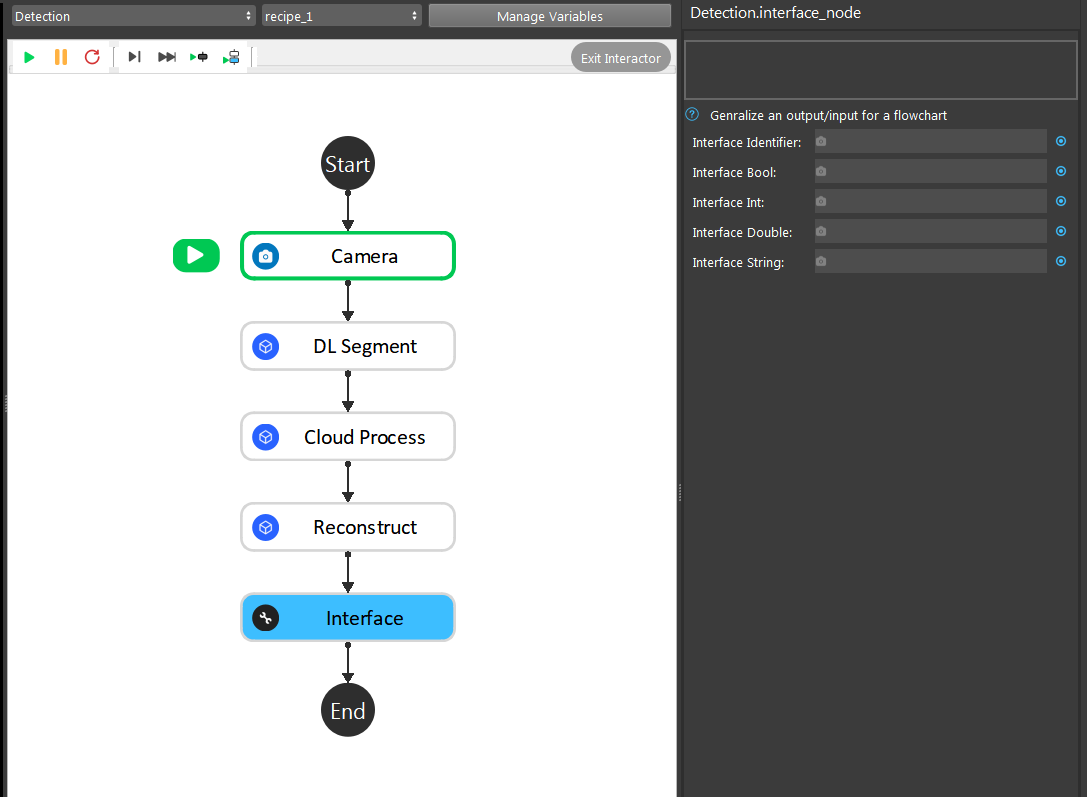 Detection
recipe_1
Manage Variables
Detection.interface_node
Exit Interactor
Genralize an output/input for a flowchart
Interface Identifier:
Interface Bool:
Interface Int:
Interface Double:
Interface String:
Start
Camera
DL Segment
Cloud Process
Reconstruct
Interface
End